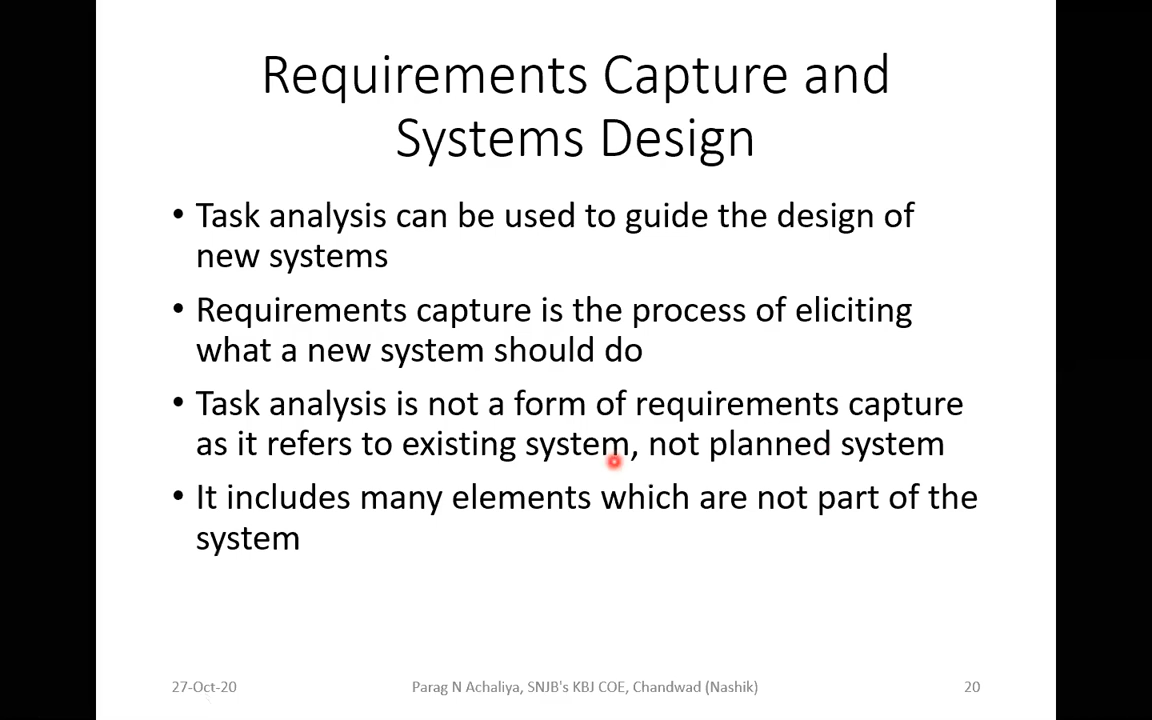 Requirements Capture and
Systems Design
• Task analysis can be used to guide the design of
new systems
• Requirements capture is the process of eliciting
what a new system should do
• Task analysis is not a form of requirements capture
as it refers to existing system, not planned system
• It includes many elements which are not part of the
system
27-Oct-20 Parag N Achaliya, SNJB's KBJ COE, Chandwad (Nashik) 20